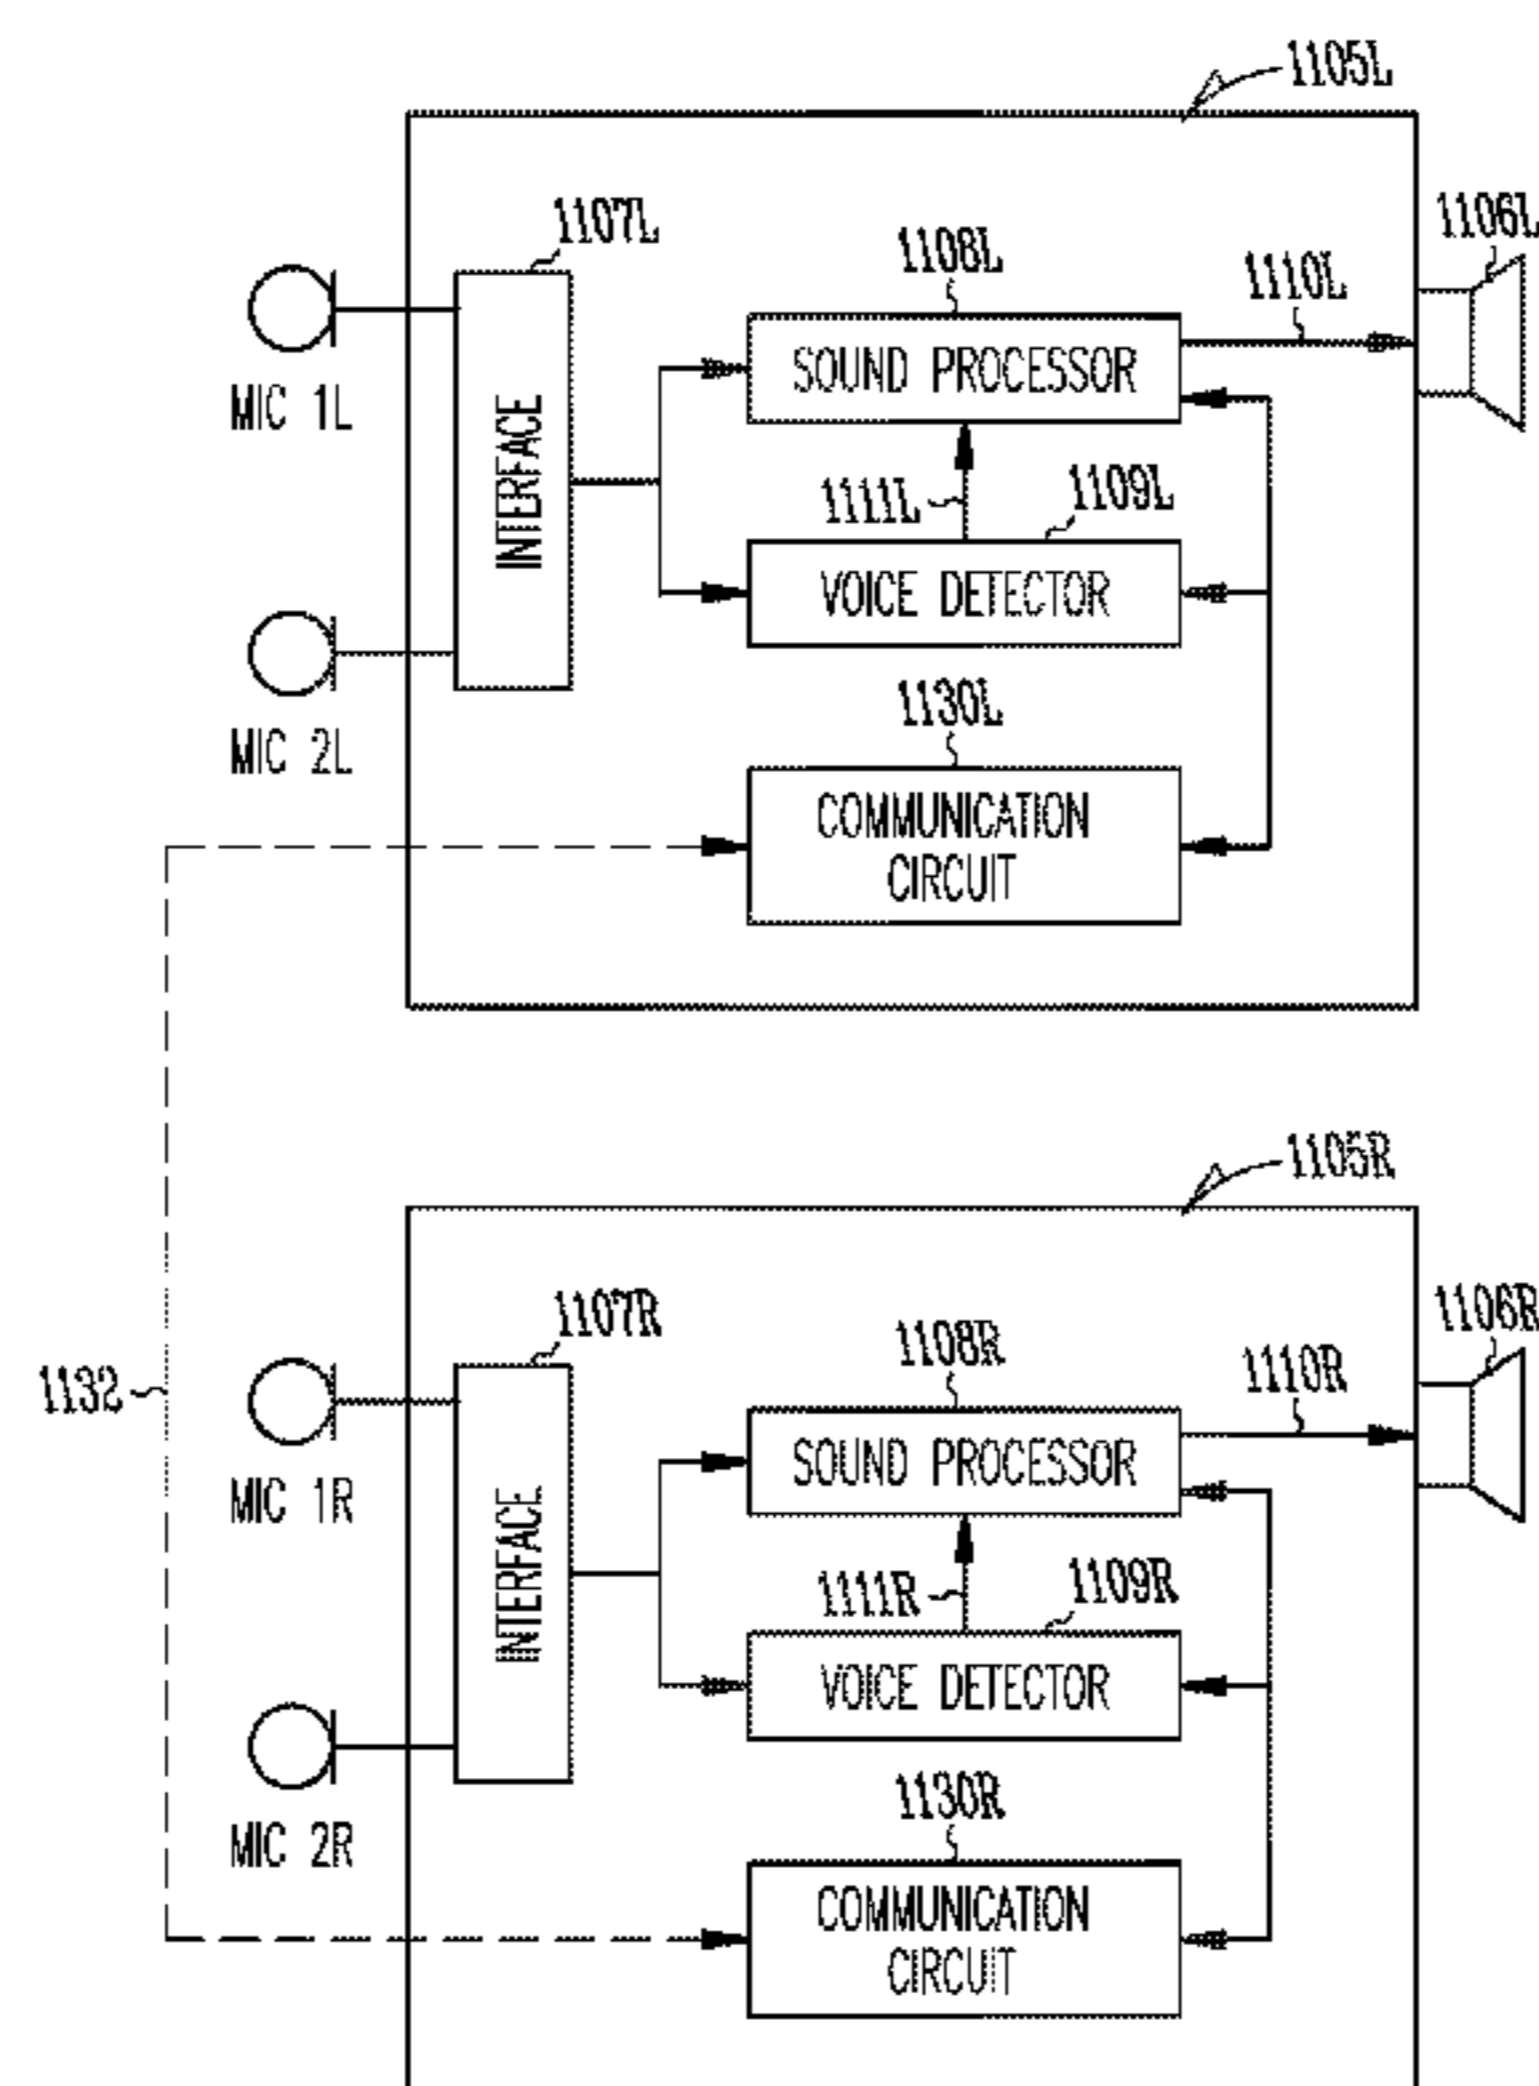 1105L
1107L
1106L
1108L
1110L
MIC 1L
SOUND PROCESSOR
INTERFACE
1111L
1109L
VOICE DETECTOR
MIC 2L
1130L
COMMUNICATION
CIRCUIT
1105R
1107R
1106R
1108R
1110R
1132
MIC 1R
SOUND PROCESSOR
INTERFACE
1111R
1109R
VOICE DETECTOR
MIC 2R
1130R
COMMUNICATION
CIRCUIT